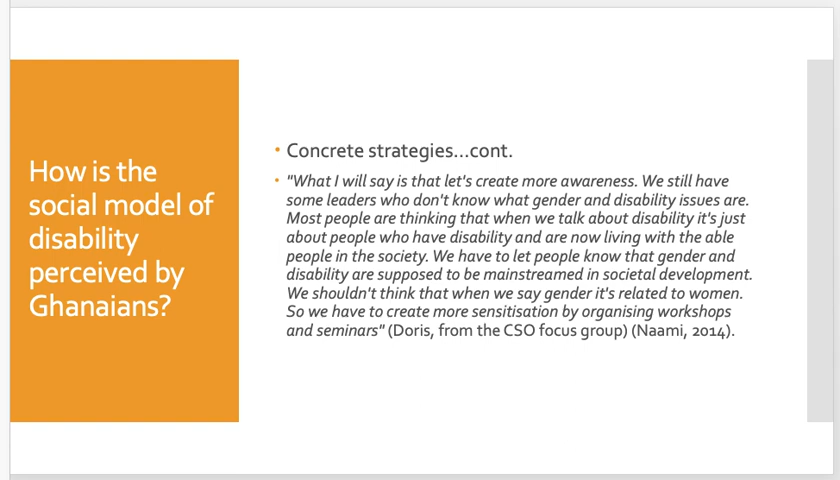 How is the
social model of
disability
perceived by
Ghanaians?
• Concrete strategies...cont.
• "What I will say is that let's create more awareness. We still have
some leaders who don't know what gender and disability issues are.
Most people are thinking that when we talk about disability it's just
about people who have disability and are now living with the able
people in the society. We have to let people know that gender and
disability are supposed to be mainstreamed in societal development.
We shouldn't think that when we say gender it's related to women.
So we have to create more sensitisation by organising workshops
and seminars" (Doris, from the CSO focus group) (Naami, 2014).